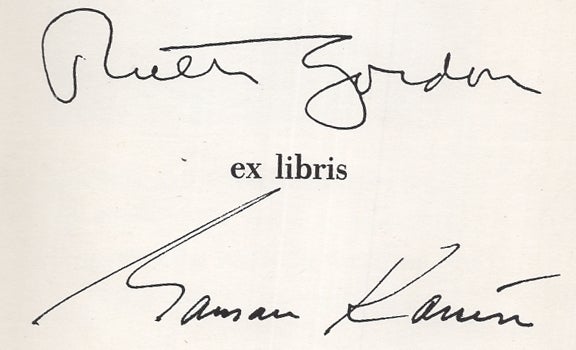 Ruth Gordon
ex libris
Garson Kanin